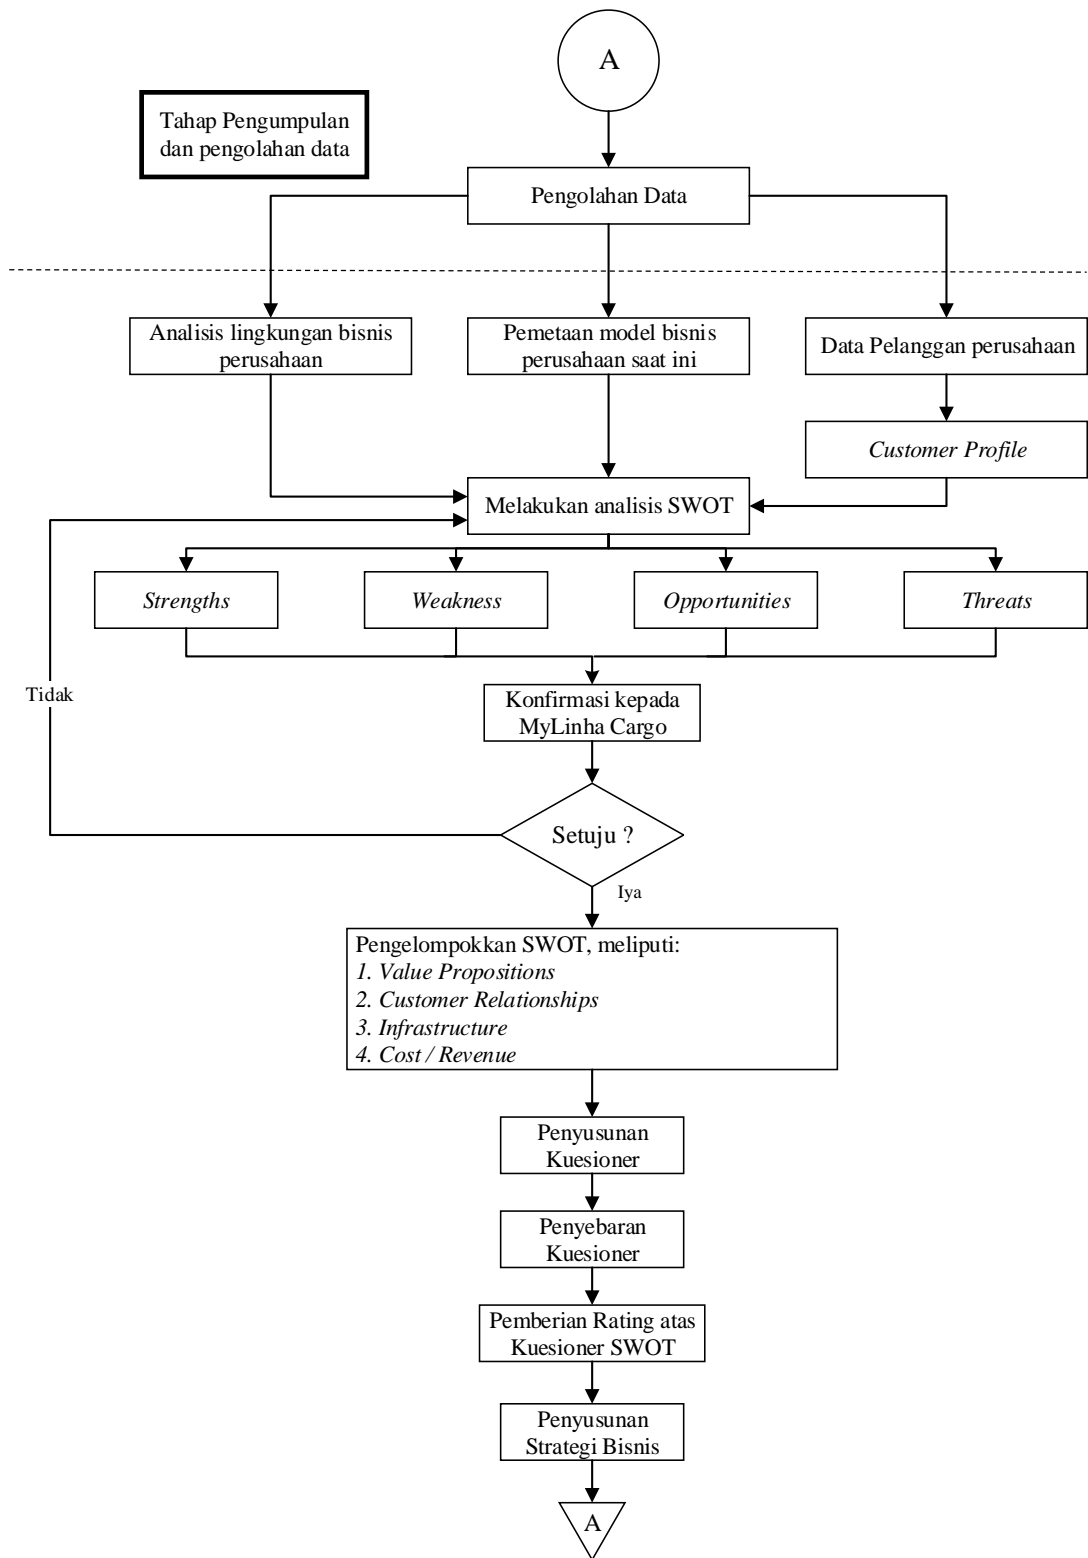 A
Tahap Pengumpulan
dan pengolahan data
Pengolahan Data
Analisis lingkungan bisnis
perusahaan
Pemetaan model bisnis
perusahaan saat ini
Data Pelanggan perusahaan
Customer Profile
Melakukan analisis SWOT
Strengths
Weakness
Opportunities
Threats
Tidak
Konfirmasi kepada
MyLinha Cargo
Setuju ?
Iya
Pengelompokkan SWOT, meliputi:
1. Value Propositions
2. Customer Relationships
3. Infrastructure
4. Cost / Revenue
Penyusunan
Kuesioner
Penyebaran
Kuesioner
Pemberian Rating atas
Kuesioner SWOT
Penyusunan
Strategi Bisnis
A